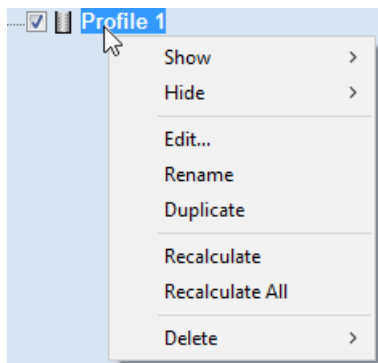 Profile 1
Show
Hide
Edit...
Rename
Duplicate
Recalculate
Recalculate All
Delete